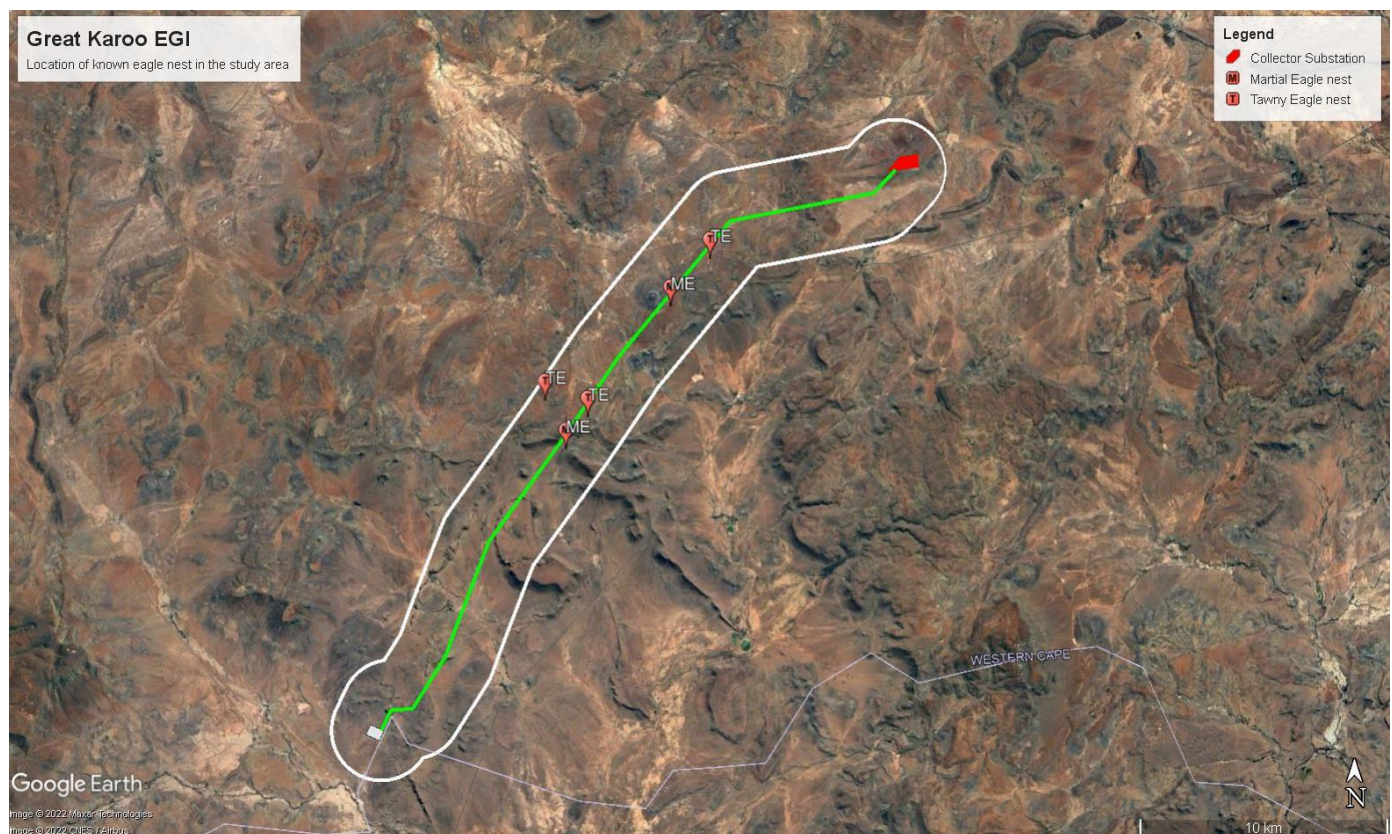 Great Karoo EGI
Location of known eagle nest in the study area
Legend
Collector Substation
M Martial Eagle nest
T Tawny Eagle nest
TE
ME
TE
TE
ME
WESTERN CAPE
Google Earth
Image © 2022 Maxar Technologies
Image © 2022 CNES / Airbus
N
10 km